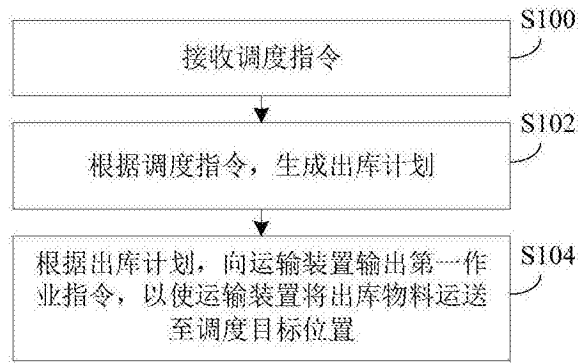 S100
接收调度指令
S102
根据调度指令，生成出库计划
S104
根据出库计划，向运输装置输出第一作
业指令，以使运输装置将出库物料运送
至调度目标位置